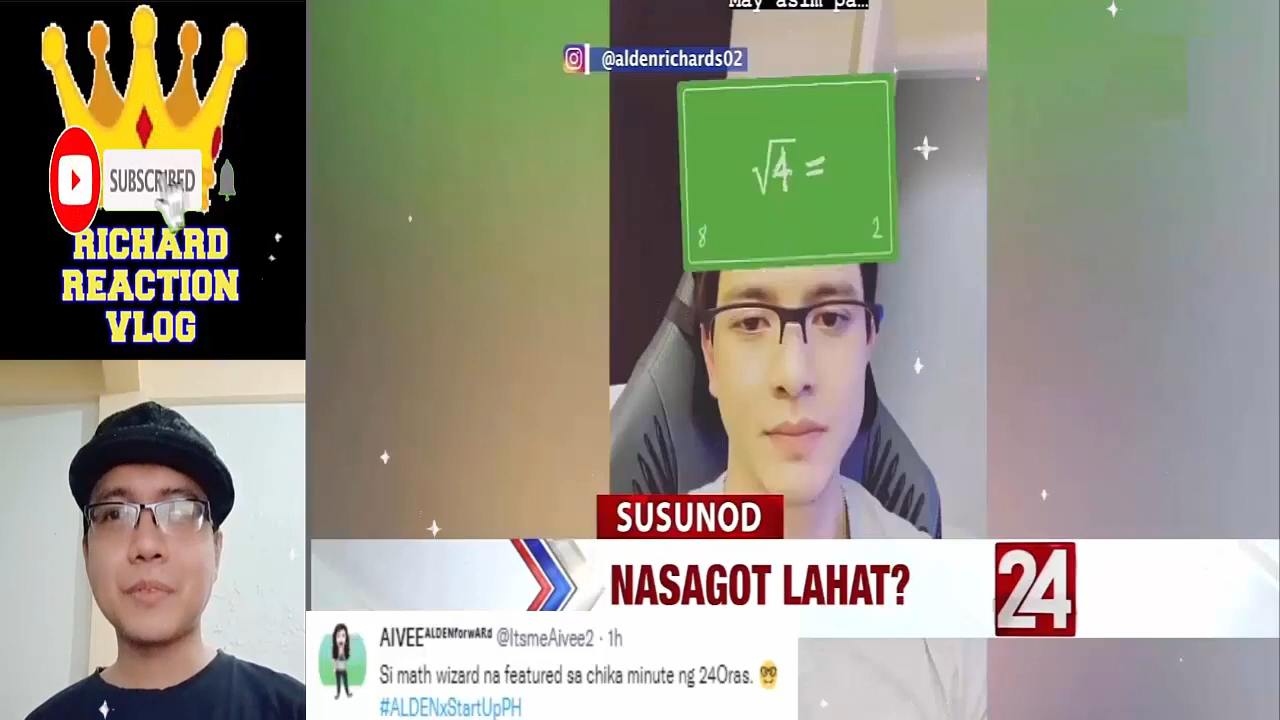 May asim pa...
@aldenrichards02
√4 =
8 2
SUBSCRIBED
RICHARD
REACTION
VLOG
SUSUNOD
NASAGOT LAHAT?
24
AIVEE ALDENforwARd @ItsmeAivee2 · 1h
Si math wizard na featured sa chika minute ng 24Oras. 🤓
#ALDENxStartUpPH